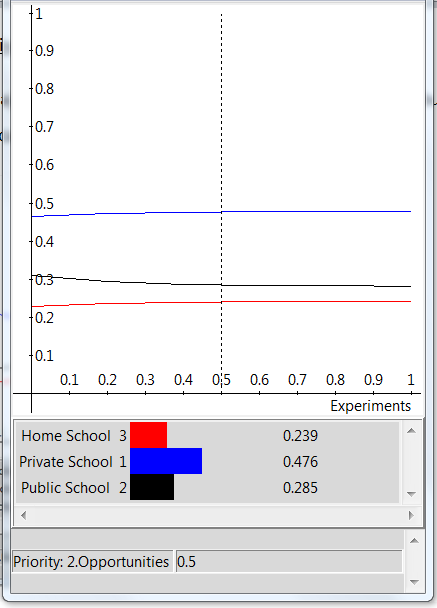 1
0.9
0.8
0.7
0.6
0.5
0.4
0.3
0.2
0.1
0.1 0.2 0.3 0.4 0.5 0.6 0.7 0.8 0.9 1
Experiments
Home School 3 0.239
Private School 1 0.476
Public School 2 0.285
Priority: 2.Opportunities 0.5